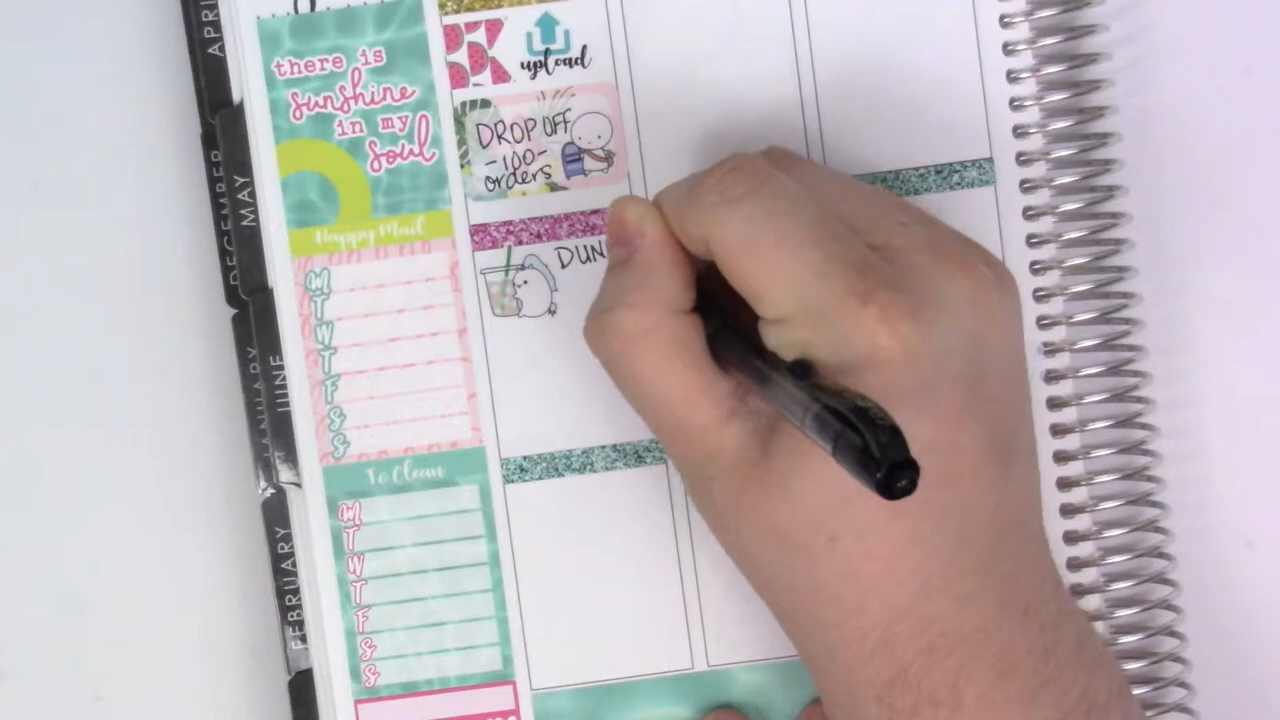 APRI
DECEMBER
MAY
JANUARY
JUNE
FEBRUARY
there is
sunshine
in my
soul
Happy Mail
M
T
W
T
F
S
S
To Clean
M
T
W
T
F
S
S
upload
DROP OFF
-100-
orders
DUN